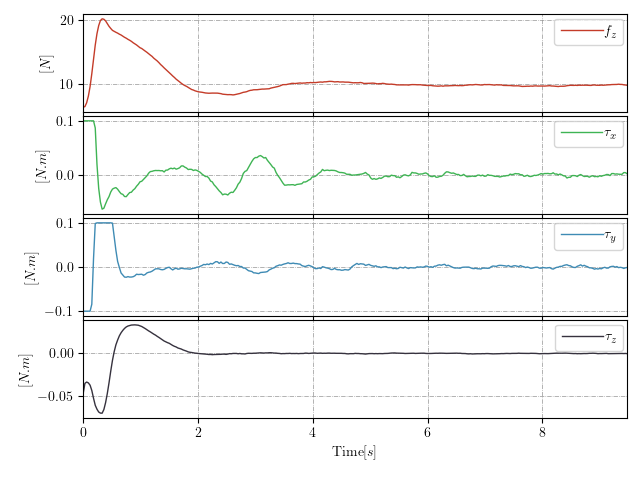 20
10
[N]
f_z
0.1
0.0
[N.m]
τ_x
0.1
0.0
−0.1
[N.m]
τ_y
0.00
−0.05
[N.m]
τ_z
0 2 4 6 8
Time[s]